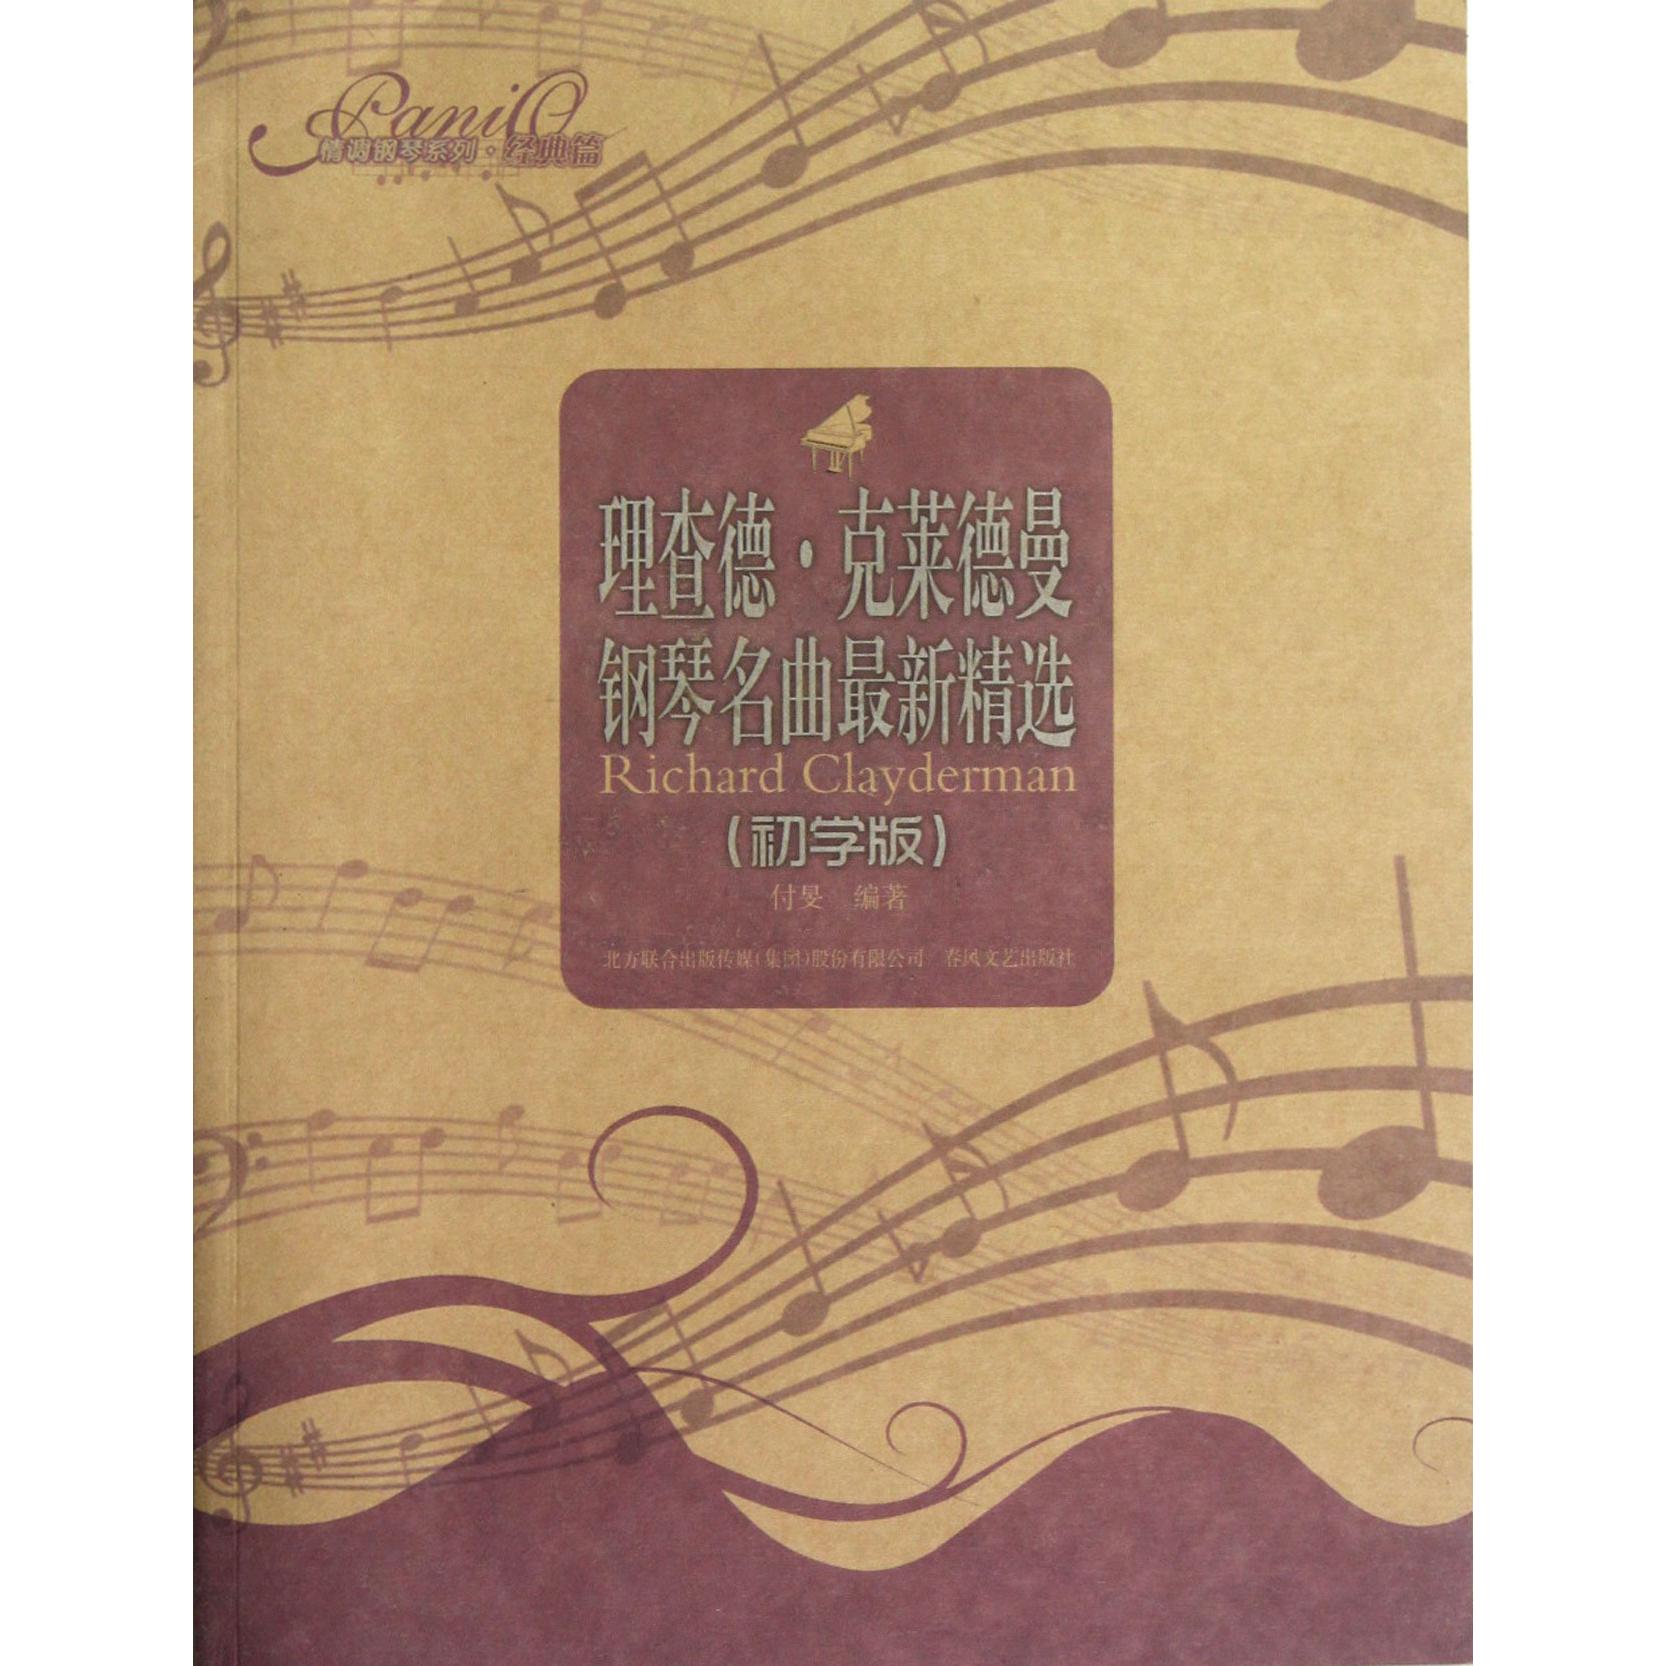 PaniO
情调钢琴系列·经典篇
理查德·克莱德曼
钢琴名曲最新精选
Richard Clayderman
(初学版)
付旻 编著
北方联合出版传媒(集团)股份有限公司 春风文艺出版社